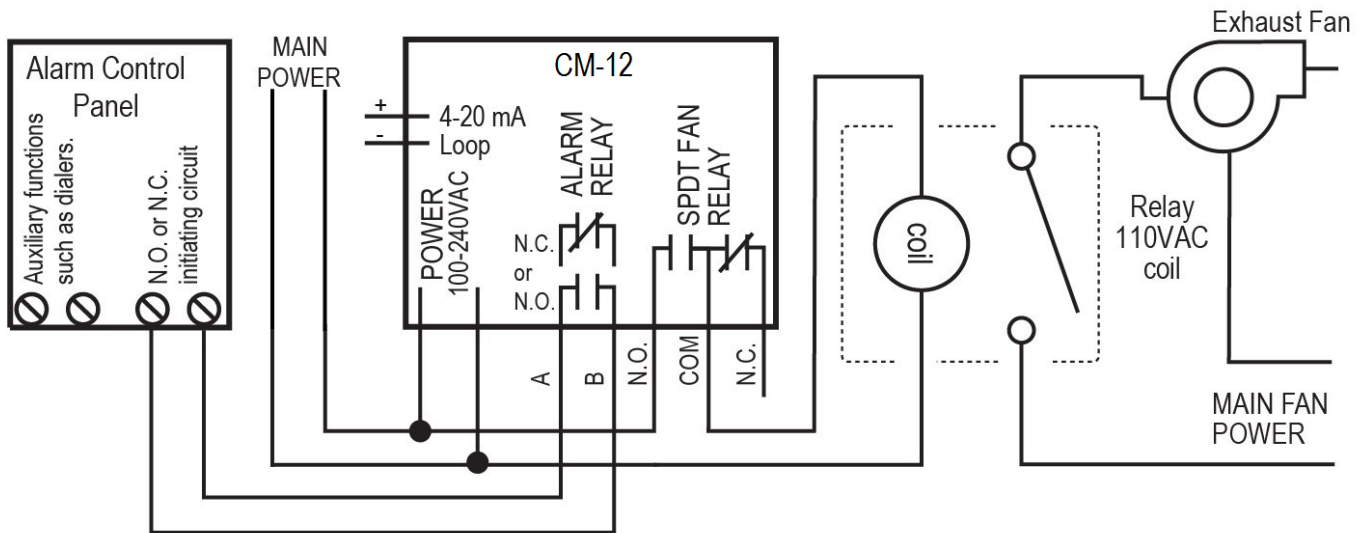 Alarm Control
Panel
Auxiliary functions
such as dialers.
N.O. or N.C.
initiating circuit
MAIN
POWER
CM-12
+
4-20 mA
-
Loop
POWER
100-240VAC
ALARM
RELAY
N.C.
or
N.O.
SPDT FAN
RELAY
A
B
N.O.
COM
N.C.
coil
Relay
110VAC
coil
Exhaust Fan
MAIN FAN
POWER